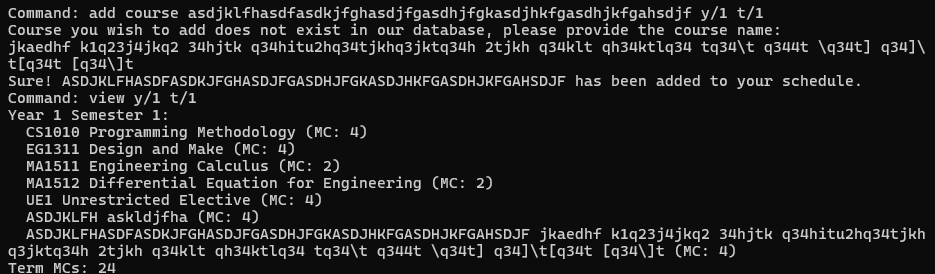 Command: add course asdjklfhasdfasdkjfghasdjfgasdhjfgkasdjhkfgasdhjkfgahsdjf y/1 t/1
Course you wish to add does not exist in our database, please provide the course name:
jkaedhf k1q23j4jkq2 34hjtk q34hitu2hq34tjkhq3jktq34h 2tjkh q34klt qh34ktlq34 tq34\t q344t \q34t] q34]\
t[q34t [q34\]t
Sure! ASDJKLFHASDFASDKJFGHASDJFGASDHJFGKASDJHKFGASDHJKFGAHSDJF has been added to your schedule.
Command: view y/1 t/1
Year 1 Semester 1:
CS1010 Programming Methodology (MC: 4)
EG1311 Design and Make (MC: 4)
MA1511 Engineering Calculus (MC: 2)
MA1512 Differential Equation for Engineering (MC: 2)
UE1 Unrestricted Elective (MC: 4)
ASDJKLFH askldjfha (MC: 4)
ASDJKLFHASDFASDKJFGHASDJFGASDHJFGKASDJHKFGASDHJKFGAHSDJF jkaedhf k1q23j4jkq2 34hjtk q34hitu2hq34tjkh
q3jktq34h 2tjkh q34klt qh34ktlq34 tq34\t q344t \q34t] q34]\t[q34t [q34\]t (MC: 4)
Term MCs: 24